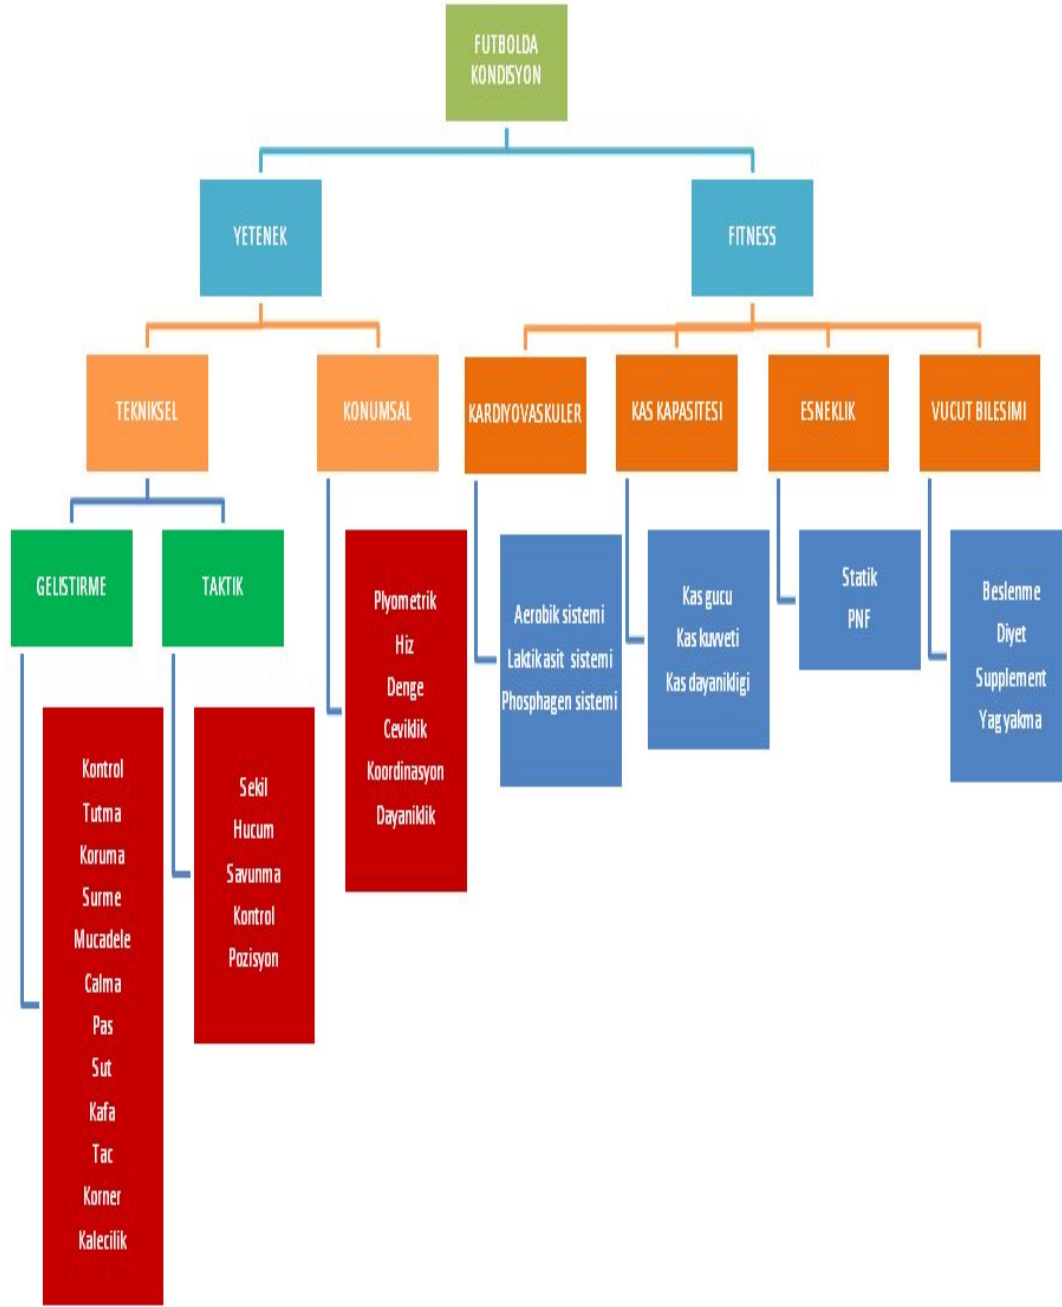 FUTBOLDA
KONDISYON
YETENEK
FITNESS
TEKNIKSEL
KONUMSAL
KARDIYOVASKULER
KAS KAPASITESI
ESNEKLIK
VUCUT BILESIMI
GELISTIRME
TAKTIK
Plyometrik
Hiz
Denge
Ceviklik
Koordinasyon
Dayaniklik
Aerobik sistemi
Laktik asit sistemi
Phosphagen sistemi
Kas gucu
Kas kuvveti
Kas dayanikligi
Statik
PNF
Beslenme
Diyet
Supplement
Yag yakma
Kontrol
Tutma
Koruma
Surme
Mucadele
Calma
Pas
Sut
Kafa
Tac
Korner
Kalecilik
Sekil
Hucum
Savunma
Kontrol
Pozisyon